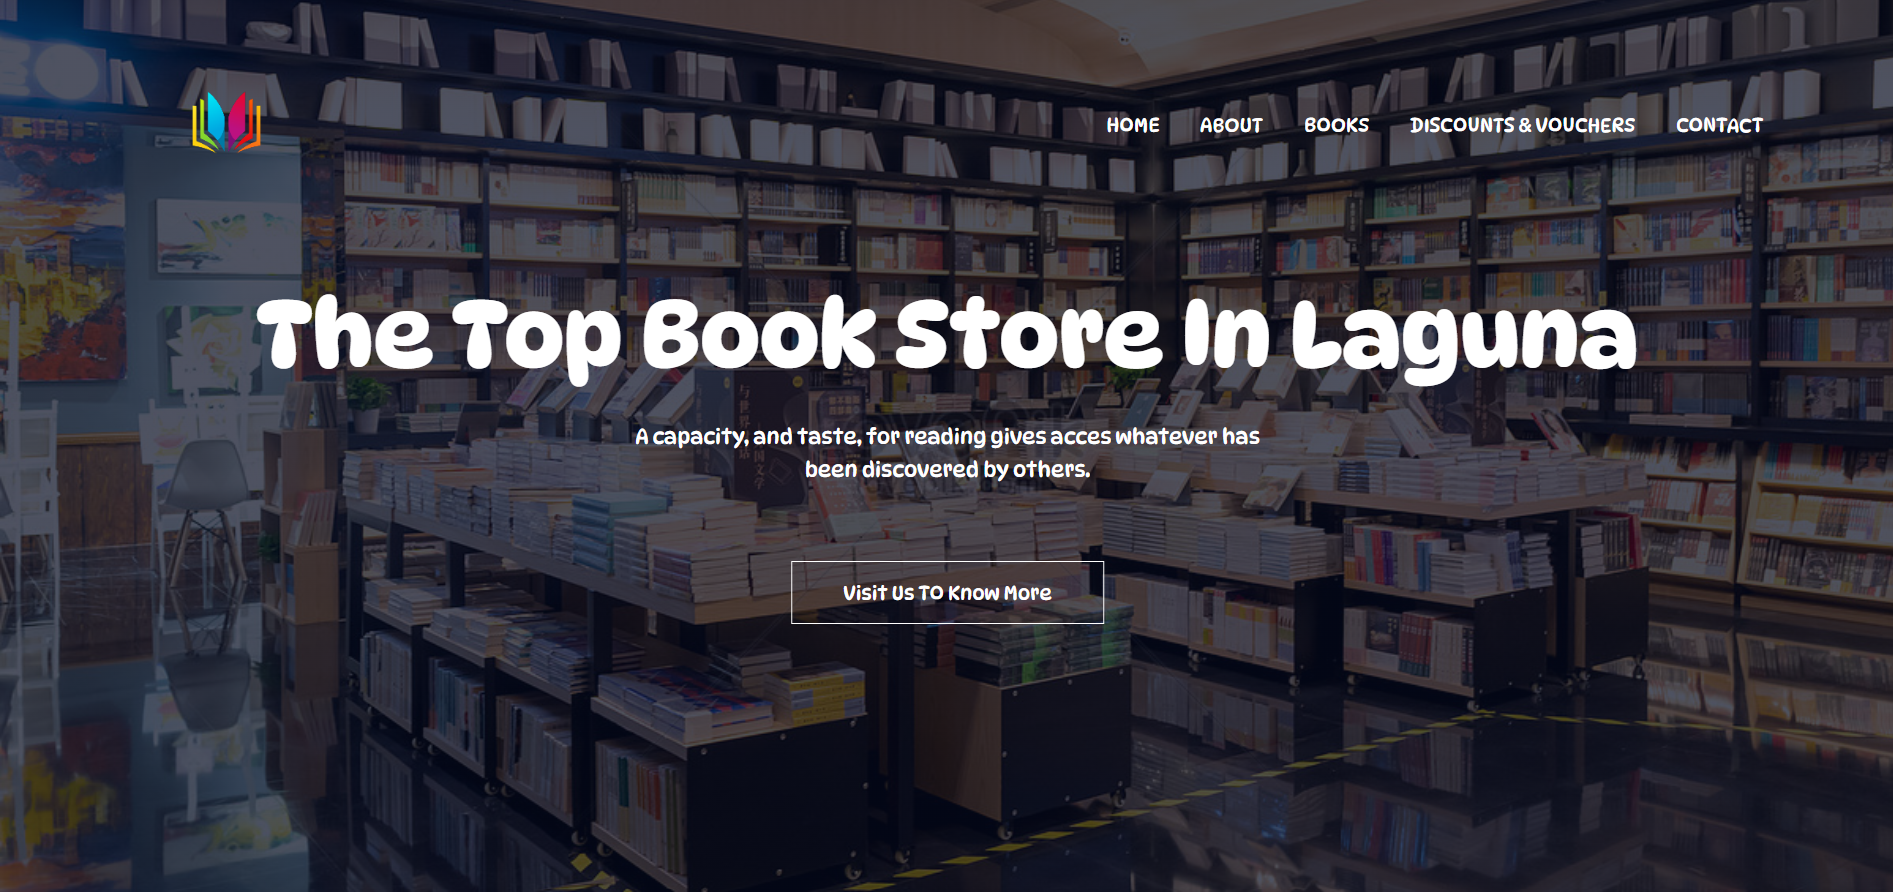 HOME ABOUT BOOKS DISCOUNTS & VOUCHERS CONTACT
The Top Book Store In Laguna
A capacity, and taste, for reading gives acces whatever has
been discovered by others.
Visit Us TO Know More